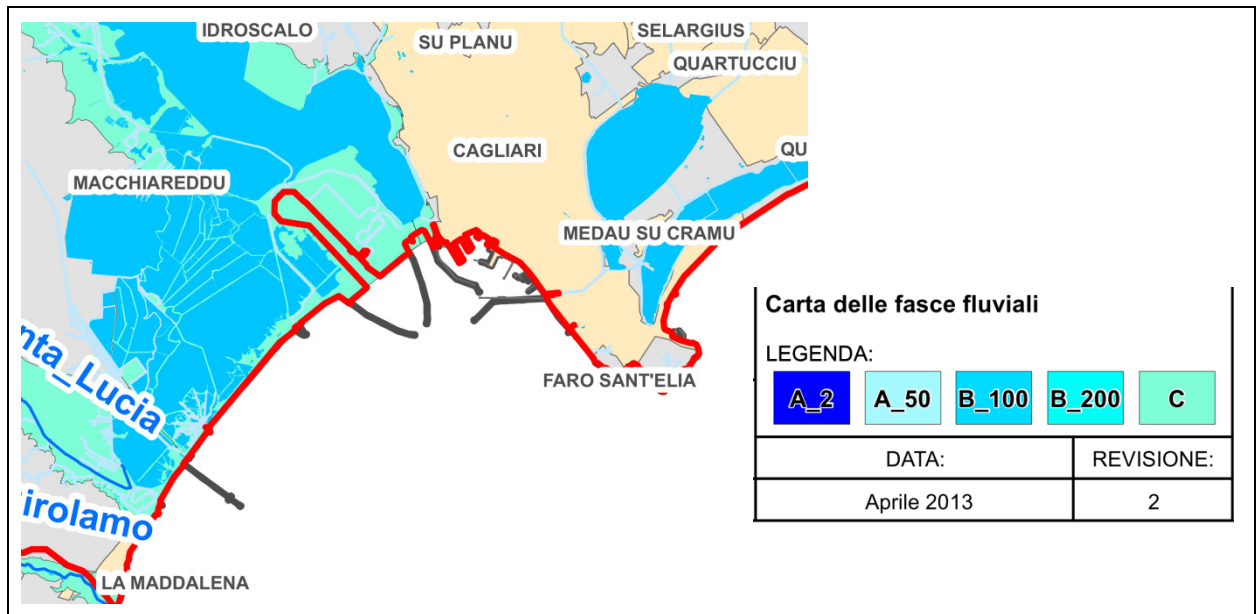 IDROSCALO
SU PLANU
SELARGIUS
QUARTUCCIU
CAGLIARI
QU
MACCHIAREDDU
MEDAU SU CRAMU
nta_Lucia
FARO SANT'ELIA
irolamo
LA MADDALENA
Carta delle fasce fluviali
LEGENDA:
A_2 A_50 B_100 B_200 C
DATA: REVISIONE:
Aprile 2013 2